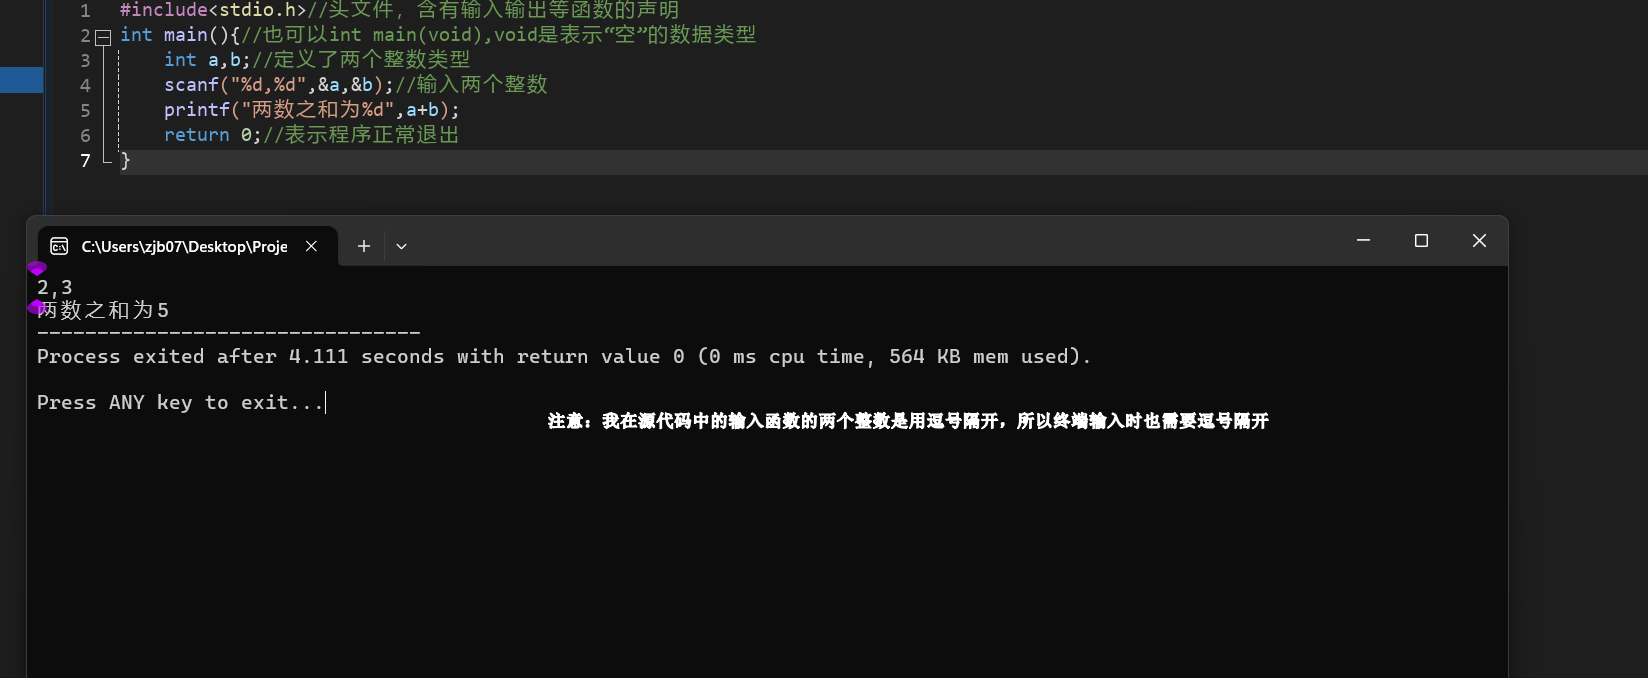 1 #include<stdio.h>//头文件，含有输入输出等函数的声明
2 int main(){//也可以int main(void),void是表示“空”的数据类型
3 int a,b;//定义了两个整数类型
4 scanf("%d,%d",&a,&b);//输入两个整数
5 printf("两数之和为%d",a+b);
6 return 0;//表示程序正常退出
7 }
C:\Users\zjb07\Desktop\Proje
2,3
两数之和为5
--------------------------------
Process exited after 4.111 seconds with return value 0 (0 ms cpu time, 564 KB mem used).
Press ANY key to exit...
注意：我在源代码中的输入函数的两个整数是用逗号隔开，所以终端输入时也需要逗号隔开